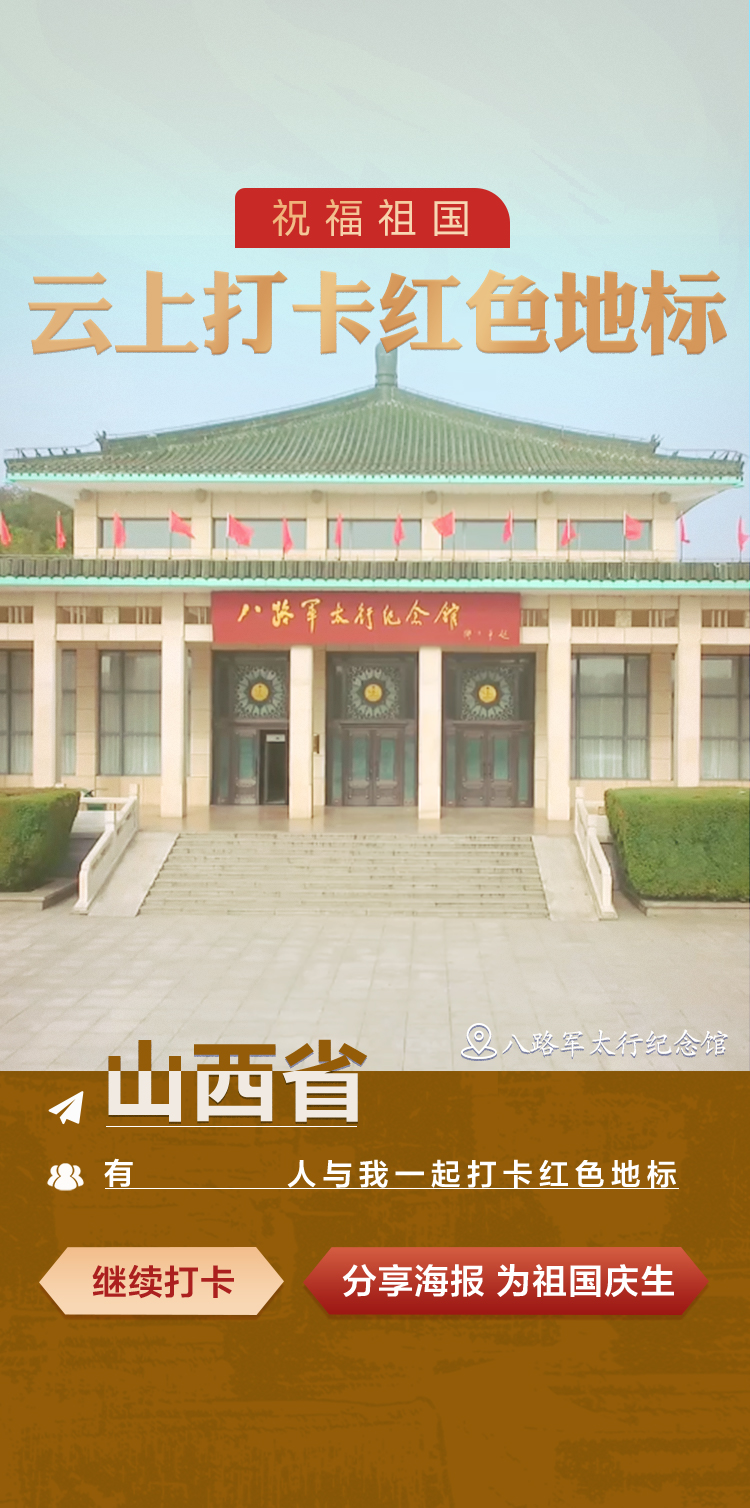 祝福祖国
云上打卡红色地标
八路军太行纪念馆
八路军太行纪念馆
山西省
有 人与我一起打卡红色地标
继续打卡
分享海报 为祖国庆生